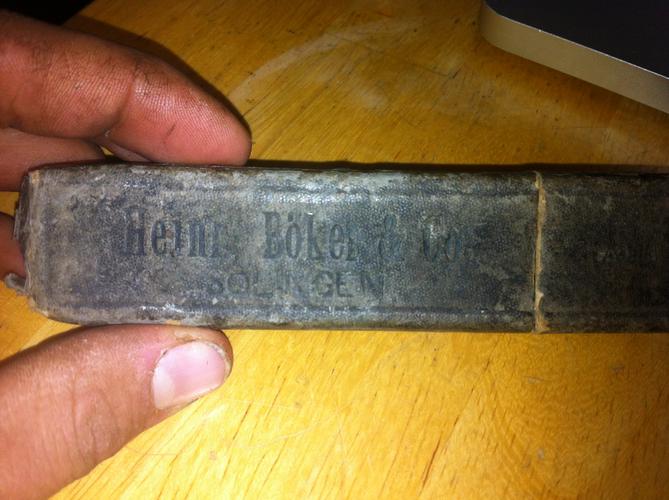 Heinr. Böker & Co.
SOLINGEN